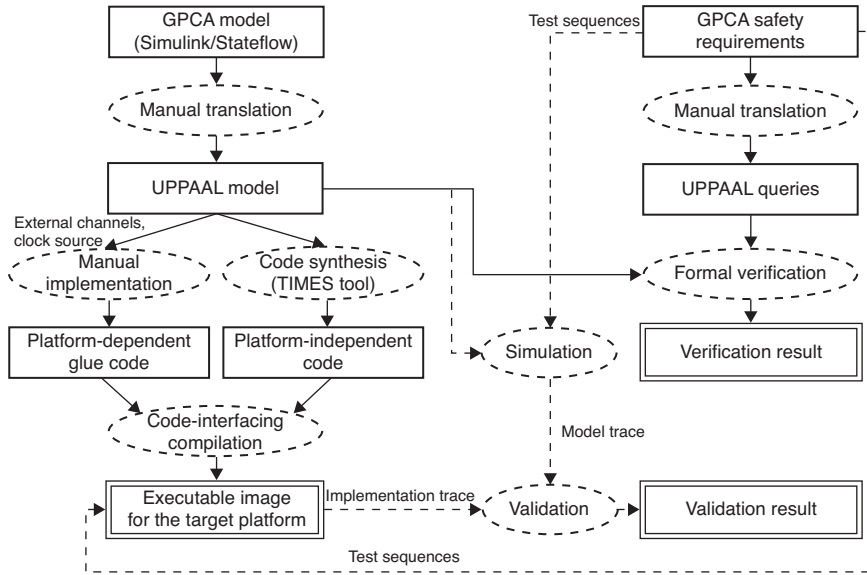 GPCA model
(Simulink/Stateflow)
Test sequences
GPCA safety
requirements
Manual translation
Manual translation
UPPAAL model
UPPAAL queries
External channels,
clock source
Manual
implementation
Code synthesis
(TIMES tool)
Formal verification
Platform-dependent
glue code
Platform-independent
code
Simulation
Verification result
Code-interfacing
compilation
Model trace
Executable image
for the target platform
Implementation trace
Validation
Validation result
Test sequences